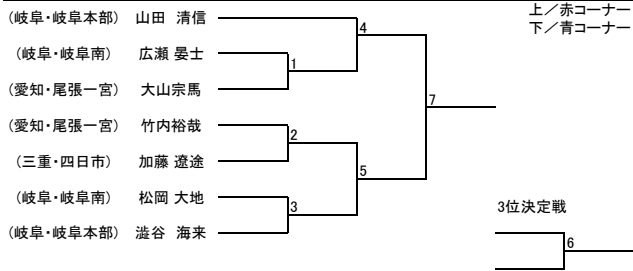 上／赤コーナー
下／青コーナー
(岐阜・岐阜本部) 山田 清信
4
(岐阜・岐阜南) 広瀬 晏士
1
(愛知・尾張一宮) 大山宗馬
7
(愛知・尾張一宮) 竹内裕哉
2
(三重・四日市) 加藤 遼途
5
(岐阜・岐阜南) 松岡 大地
3
(岐阜・岐阜本部) 澁谷 海来
3位決定戦
6